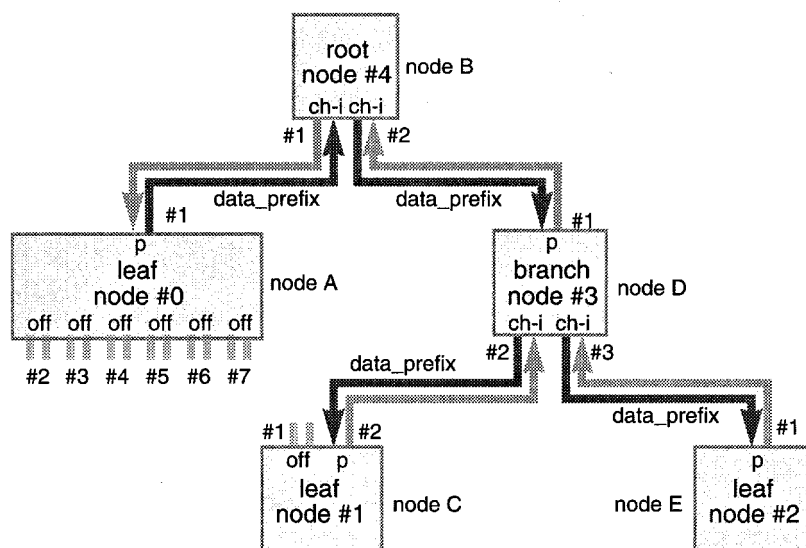 root
node #4
node B
ch-i ch-i
#1
#2
data_prefix
data_prefix
#1
#1
p
leaf
node #0
node A
off off off off off off
#2 #3 #4 #5 #6 #7
p
branch
node #3
node D
ch-i ch-i
#2
#3
data_prefix
data_prefix
#1
#2
#1
off p
leaf
node #1
node C
node E
p
leaf
node #2